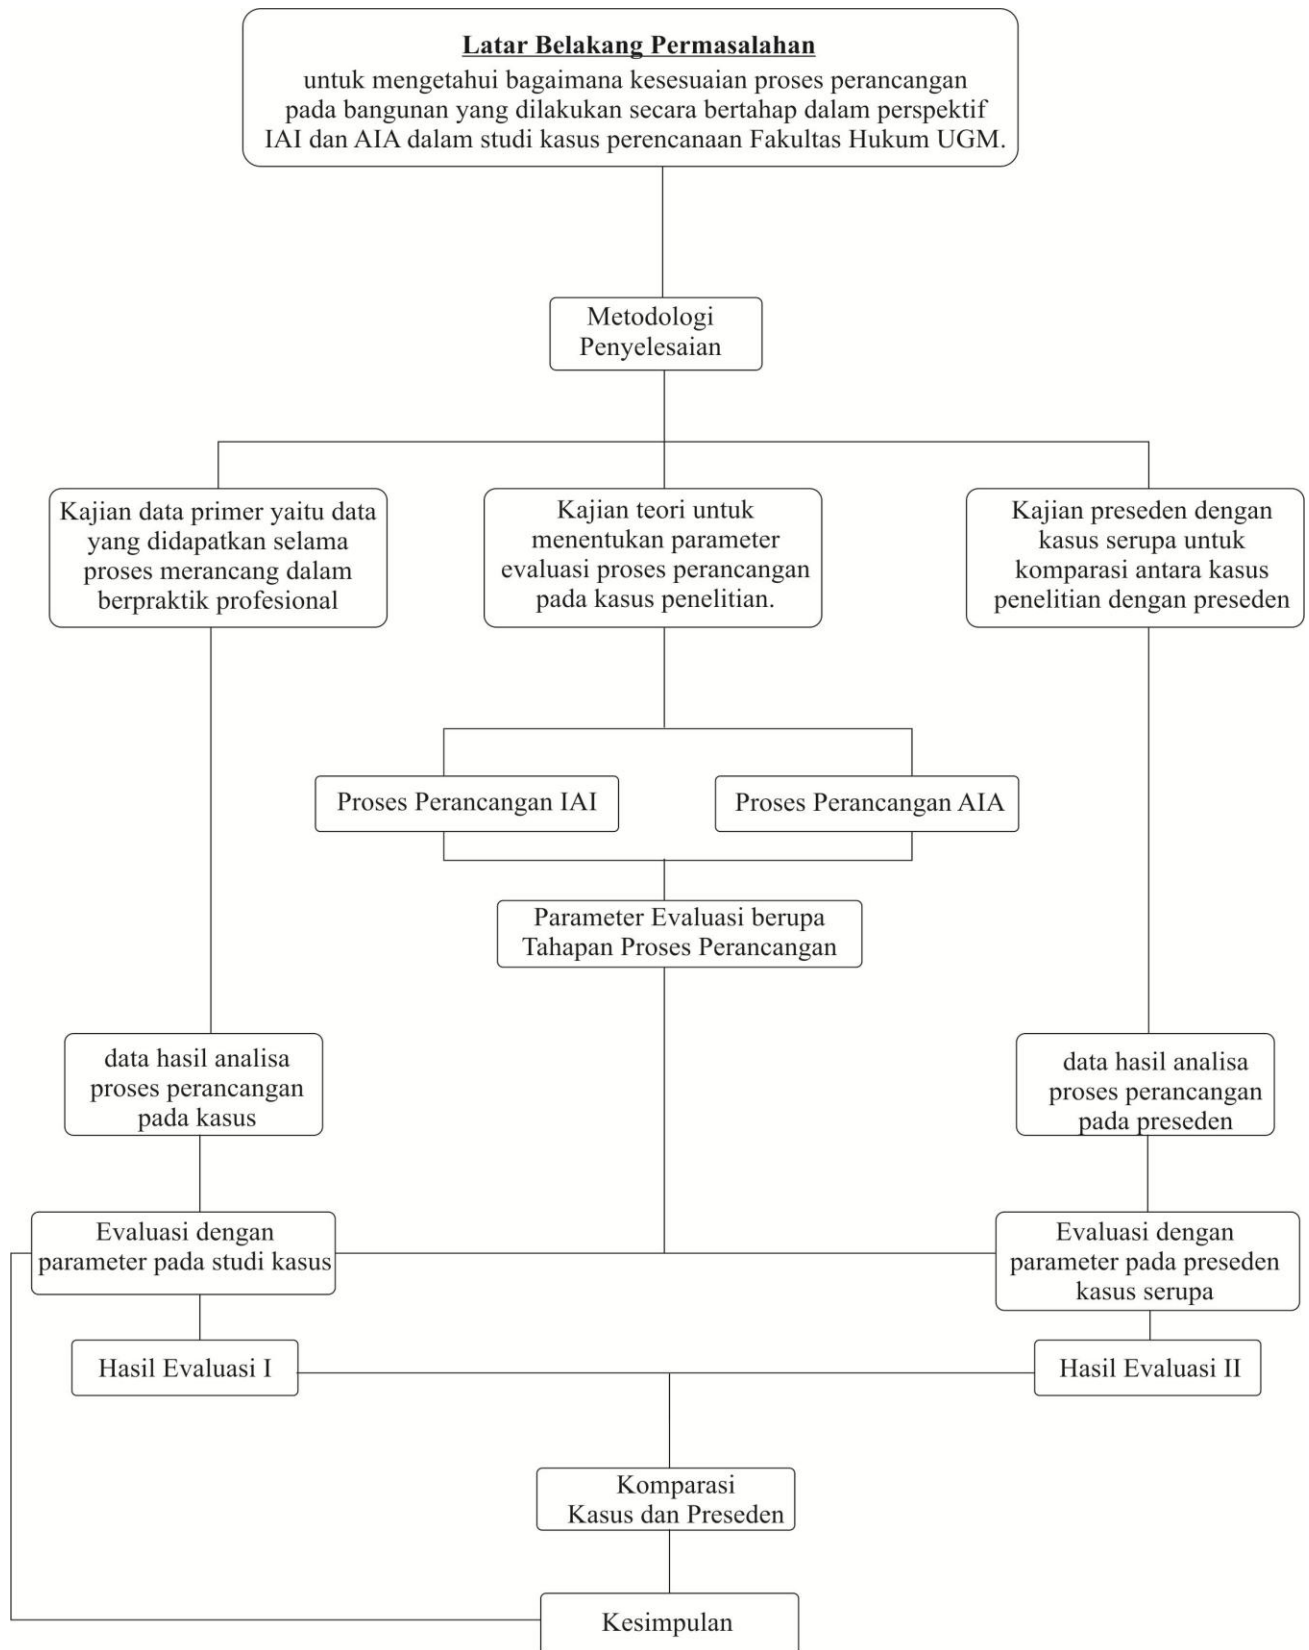 Latar Belakang Permasalahan
untuk mengetahui bagaimana kesesuaian proses perancangan
pada bangunan yang dilakukan secara bertahap dalam perspektif
IAI dan AIA dalam studi kasus perencanaan Fakultas Hukum UGM.
Metodologi
Penyelesaian
Kajian data primer yaitu data
yang didapatkan selama
proses merancang dalam
berpraktik profesional
Kajian teori untuk
menentukan parameter
evaluasi proses perancangan
pada kasus penelitian.
Kajian preseden dengan
kasus serupa untuk
komparasi antara kasus
penelitian dengan preseden
Proses Perancangan IAI
Proses Perancangan AIA
Parameter Evaluasi berupa
Tahapan Proses Perancangan
data hasil analisa
proses perancangan
pada kasus
data hasil analisa
proses perancangan
pada preseden
Evaluasi dengan
parameter pada studi kasus
Evaluasi dengan
parameter pada preseden
kasus serupa
Hasil Evaluasi I
Hasil Evaluasi II
Komparasi
Kasus dan Preseden
Kesimpulan